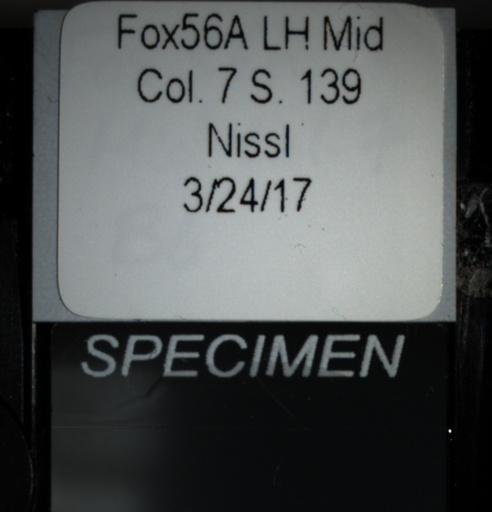 Fox56A LH Mid
Col. 7 S. 139
Nissl
3/24/17
SPECIMEN